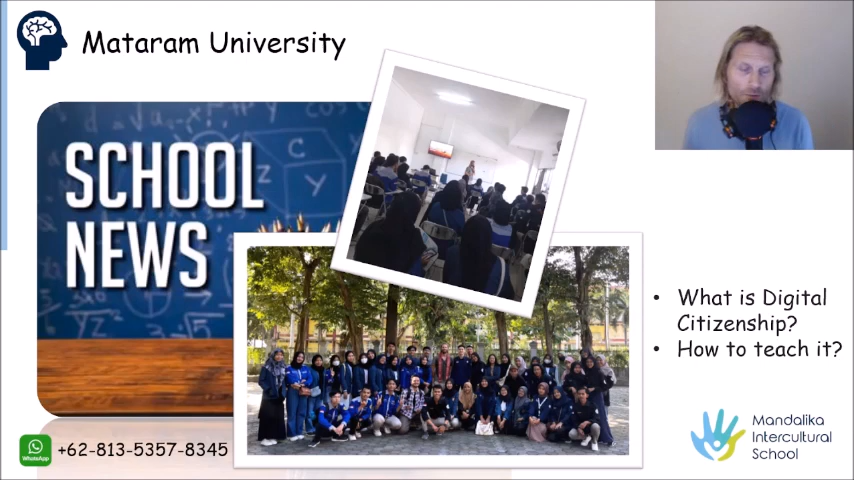 Mataram University
SCHOOL
NEWS
C
Y
• What is Digital
Citizenship?
• How to teach it?
WhatsApp
+62-813-5357-8345
Mandalika
Intercultural
School